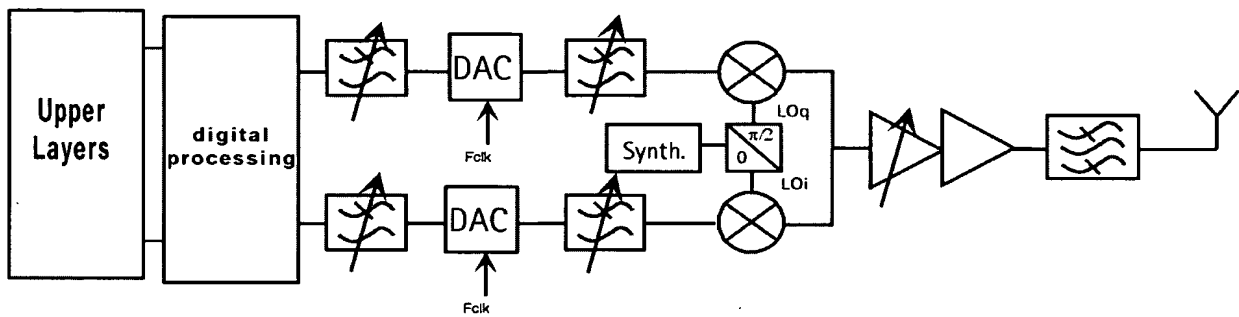 Upper
Layers
digital
processing
DAC
Fclk
Synth.
π/2
0
LOq
LOi
DAC
Fclk